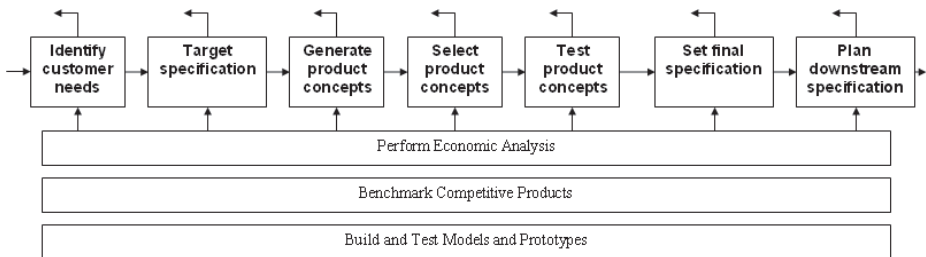 Identify
customer
needs
Target
specification
Generate
product
concepts
Select
product
concepts
Test
product
concepts
Set final
specification
Plan
downstream
specification
Perform Economic Analysis
Benchmark Competitive Products
Build and Test Models and Prototypes